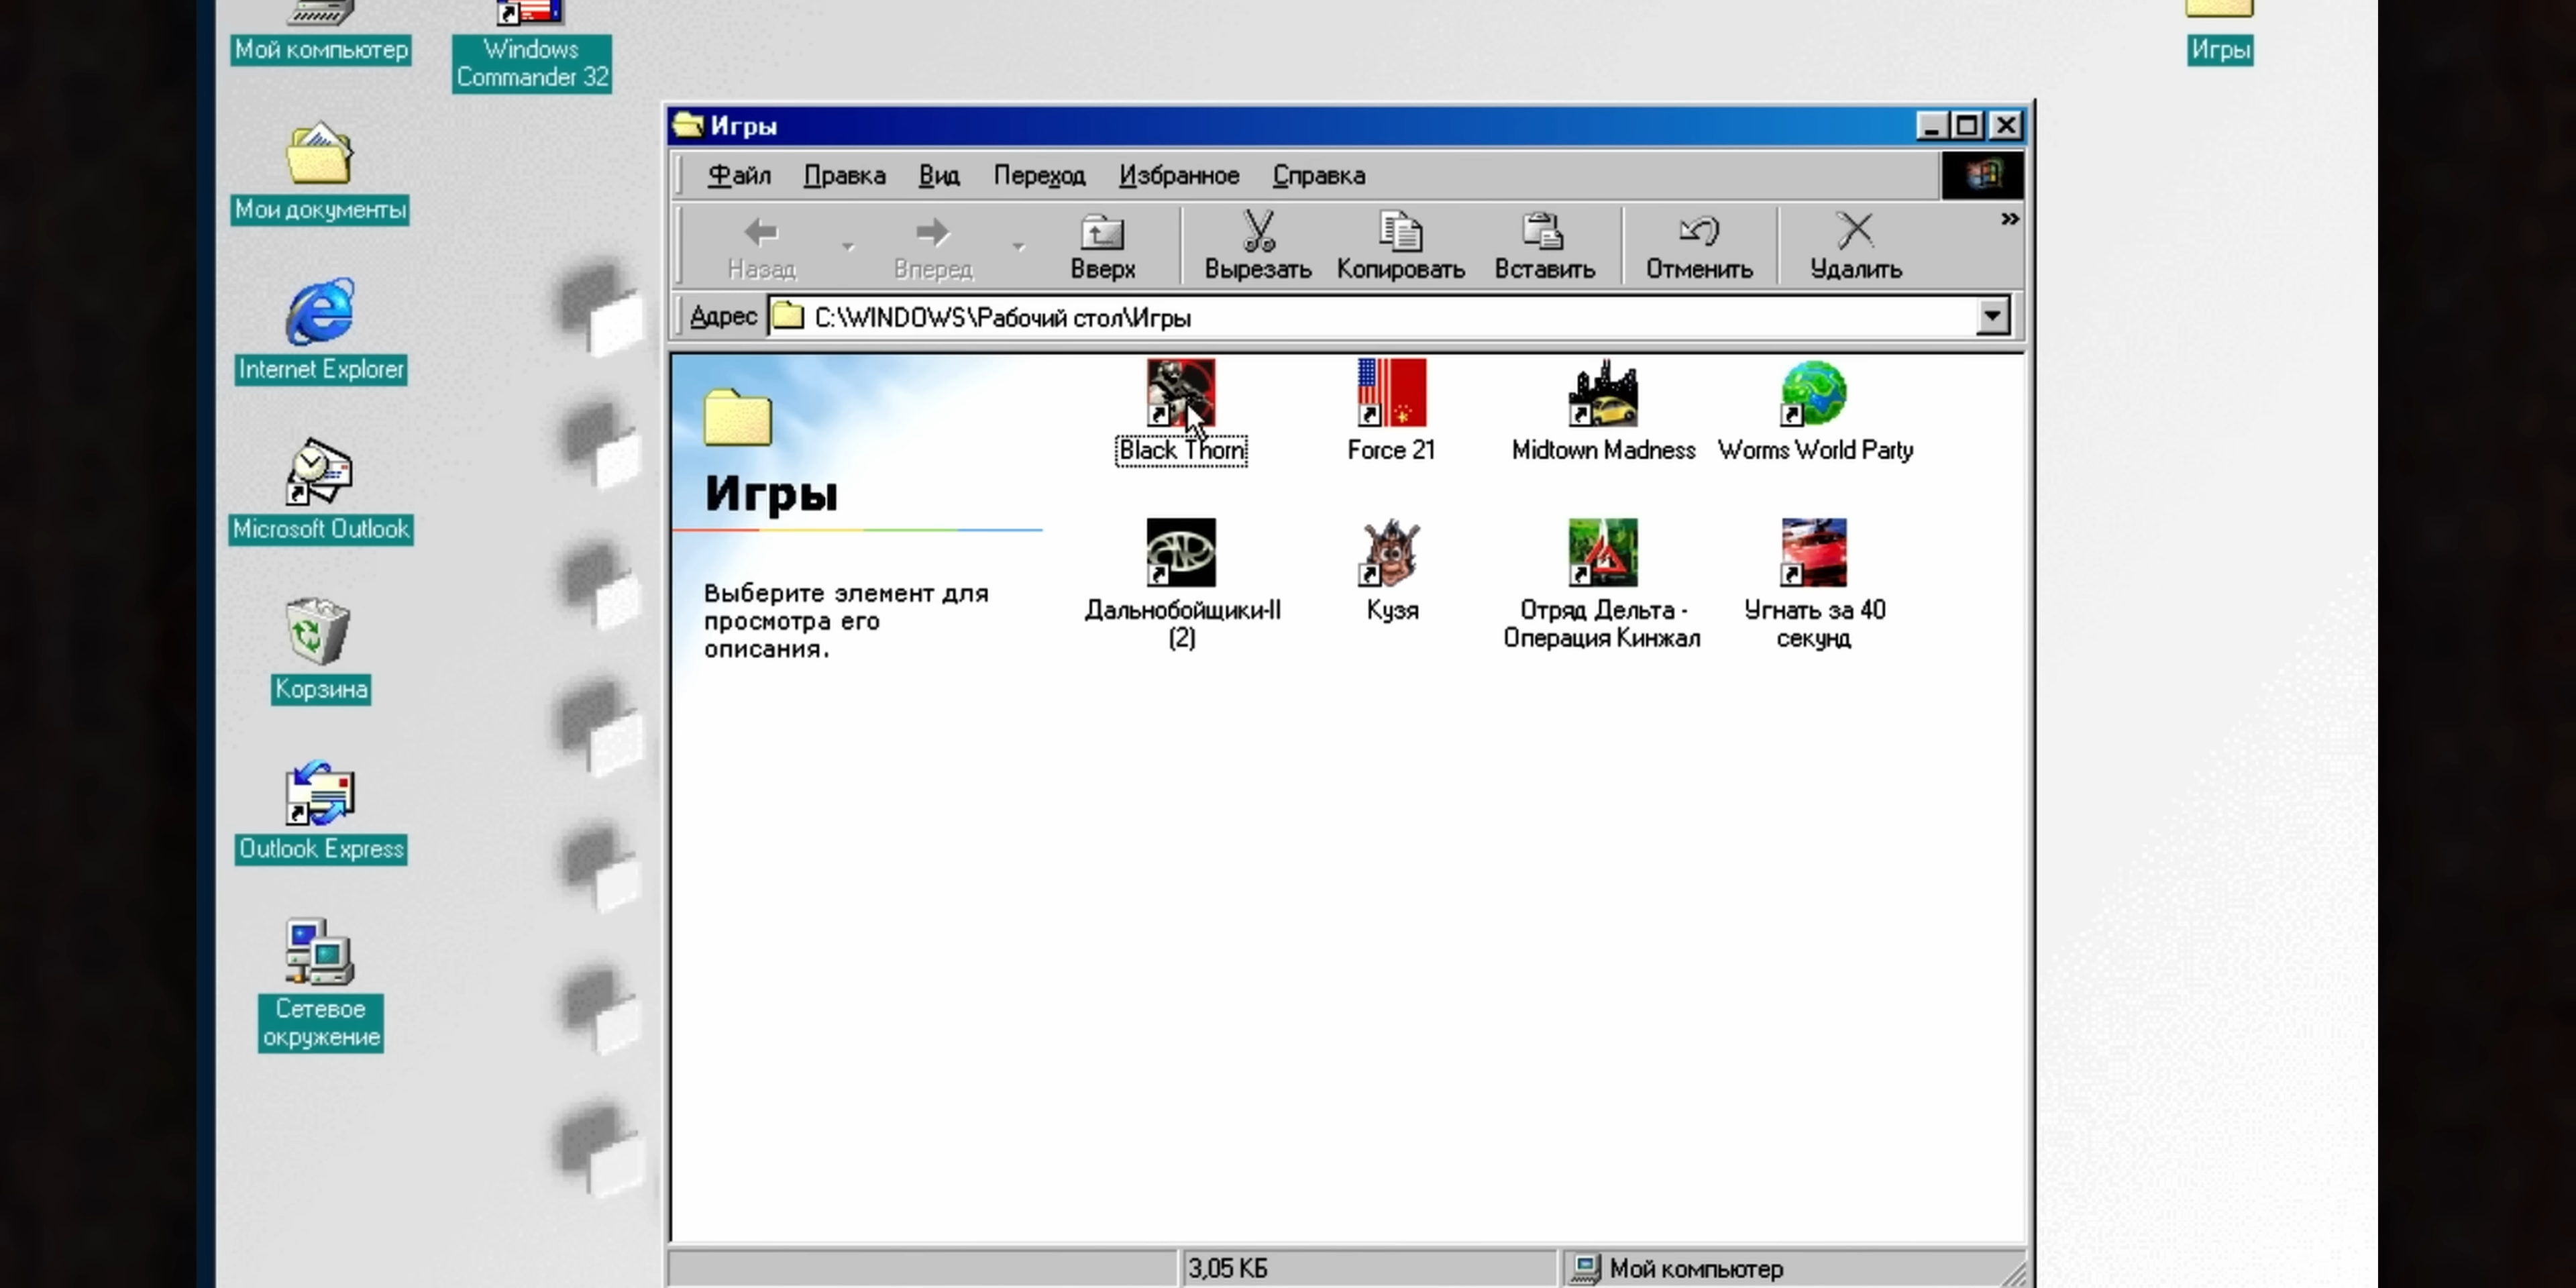 Мой компьютер
Windows
Commander 32
Игры
Мои документы
Internet Explorer
Microsoft Outlook
Корзина
Outlook Express
Сетевое
окружение
Игры
Файл Правка Вид Переход Избранное Справка
Назад Вперед Вверх Вырезать Копировать Вставить Отменить Удалить »
Адрес C:\WINDOWS\Рабочий стол\Игры
Игры
Выберите элемент для
просмотра его
описания.
Black Thorn Force 21 Midtown Madness Worms World Party
Дальнобойщики-II
(2)
Кузя
Отряд Дельта -
Операция Кинжал
Угнать за 40
секунд
3,05 КБ
Мой компьютер